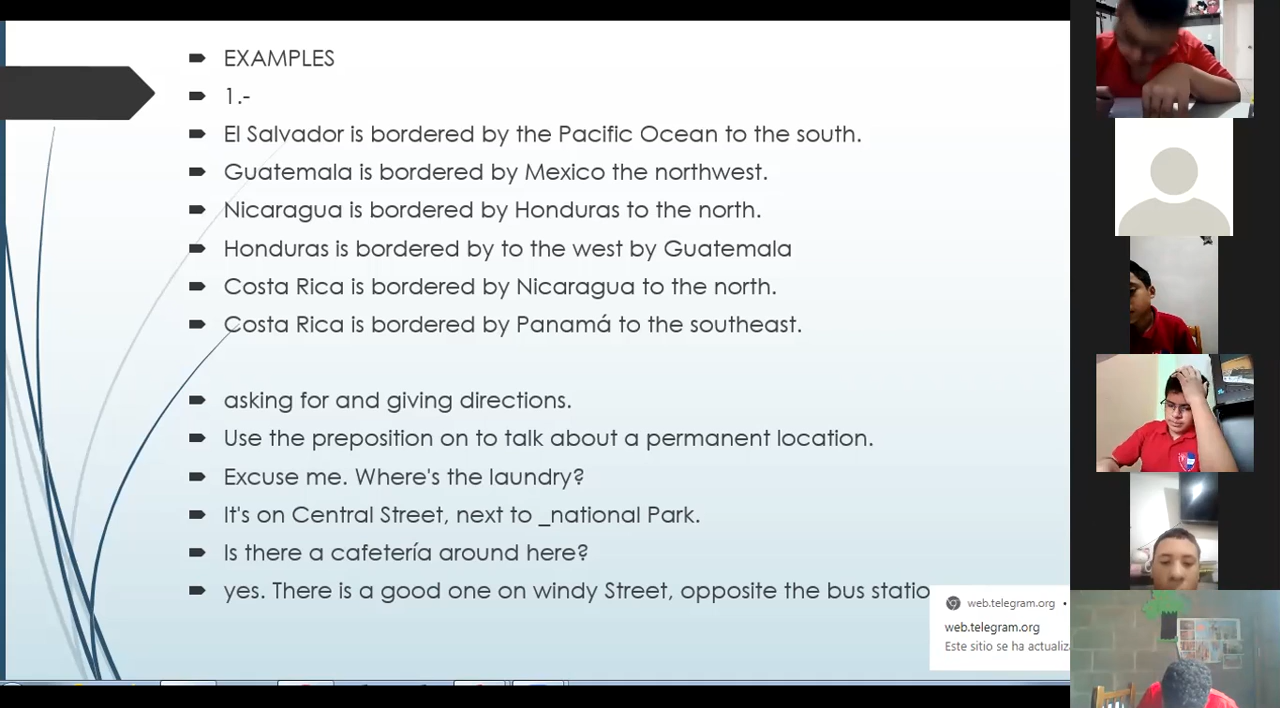 EXAMPLES
1.-
El Salvador is bordered by the Pacific Ocean to the south.
Guatemala is bordered by Mexico the northwest.
Nicaragua is bordered by Honduras to the north.
Honduras is bordered by to the west by Guatemala
Costa Rica is bordered by Nicaragua to the north.
Costa Rica is bordered by Panamá to the southeast.
asking for and giving directions.
Use the preposition on to talk about a permanent location.
Excuse me. Where's the laundry?
It's on Central Street, next to _national Park.
Is there a cafetería around here?
yes. There is a good one on windy Street, opposite the bus statio
web.telegram.org •
web.telegram.org
Este sitio se ha actualiz